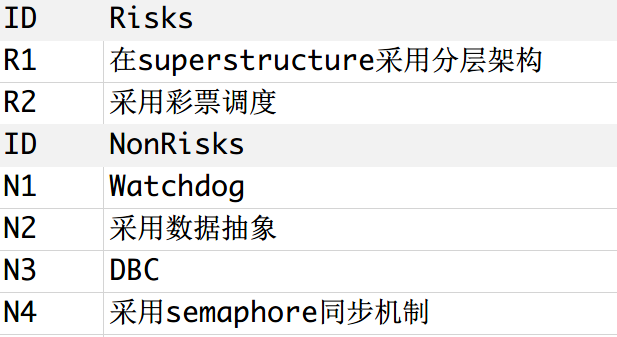 ID Risks
R1 在superstructure采用分层架构
R2 采用彩票调度
ID NonRisks
N1 Watchdog
N2 采用数据抽象
N3 DBC
N4 采用semaphore同步机制